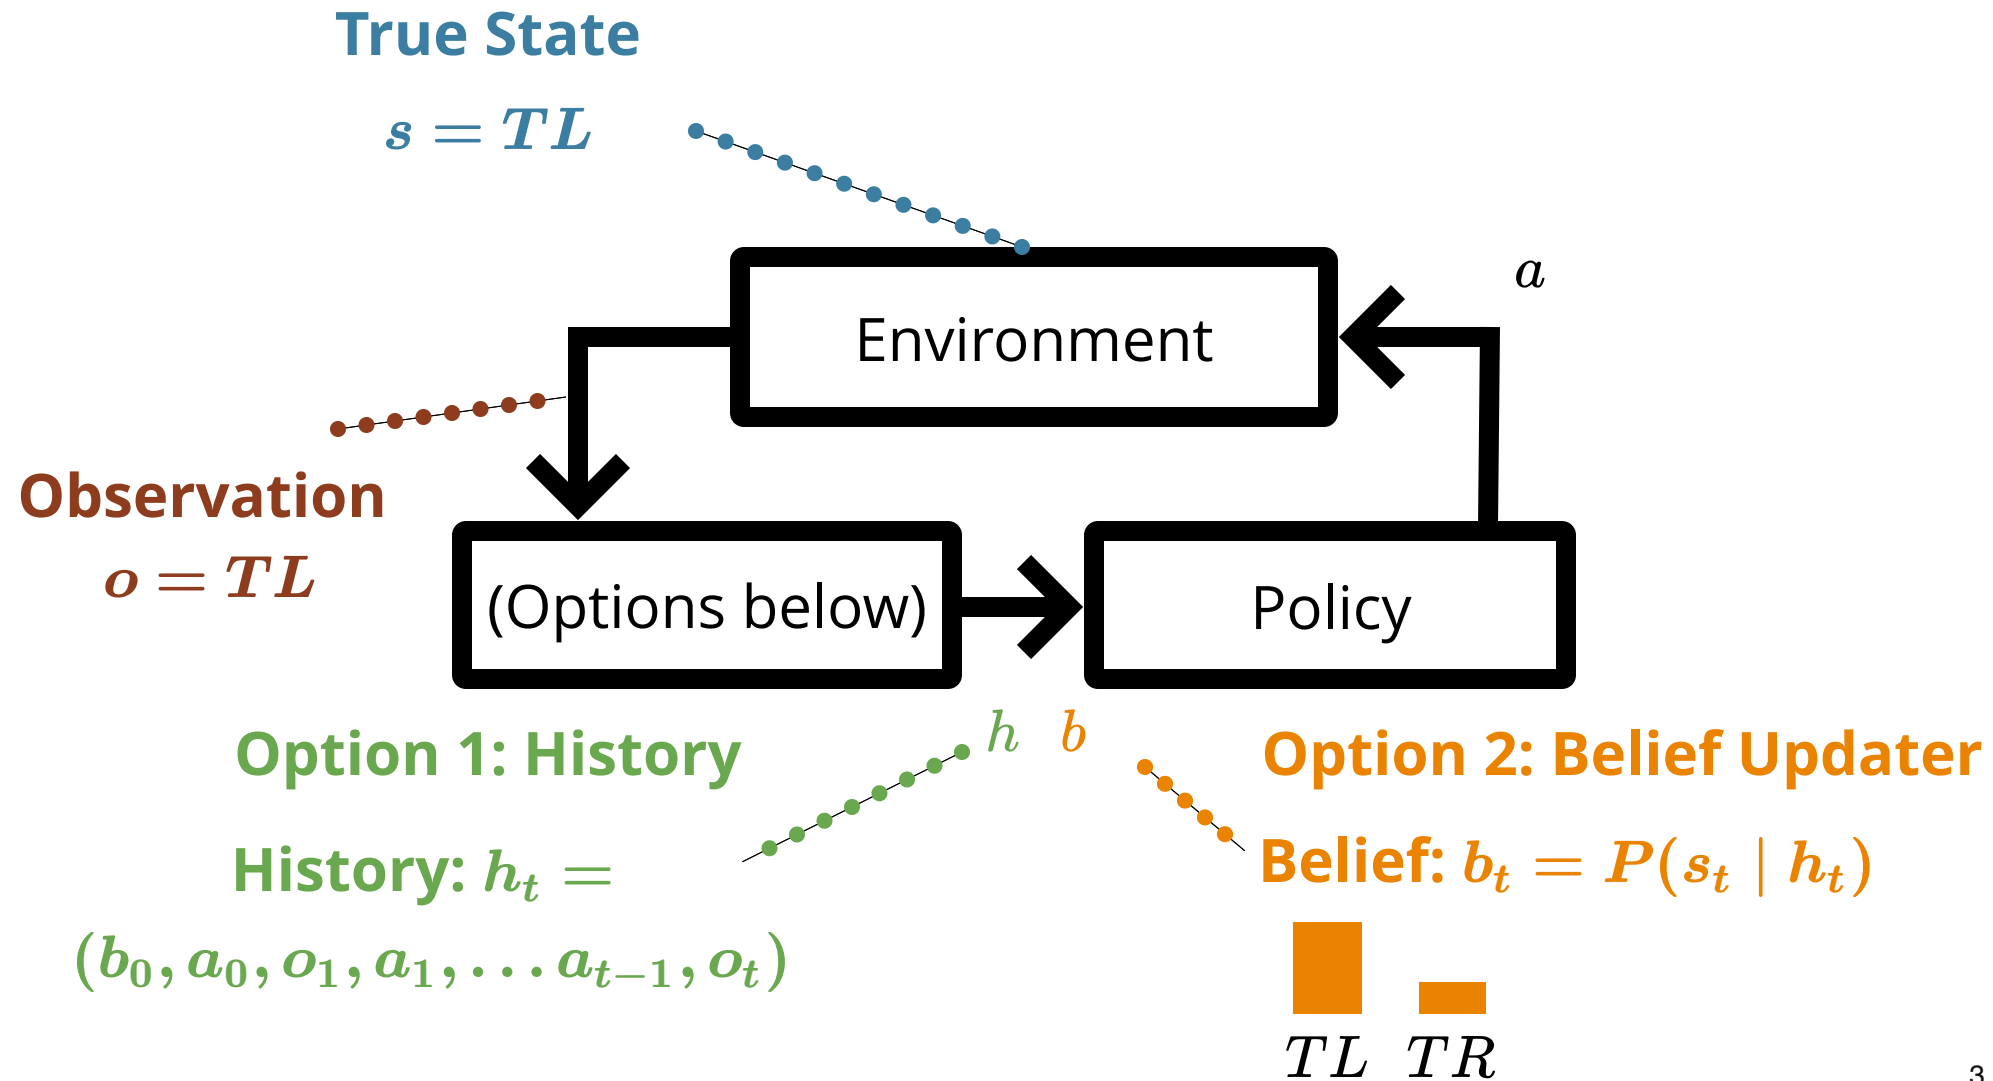 True State
s = TL
a
Environment
Observation
o = TL
(Options below)
Policy
h b
Option 1: History
Option 2: Belief Updater
History: h_t =
(b_0, a_0, o_1, a_1, ... a_{t-1}, o_t)
Belief: b_t = P(s_t | h_t)
TL TR
3